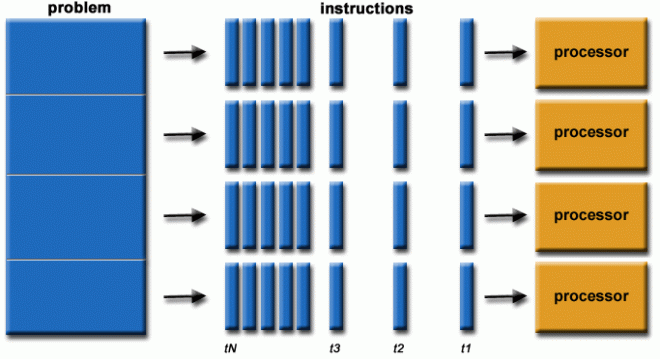 problem
instructions
processor
processor
processor
processor
tN t3 t2 t1